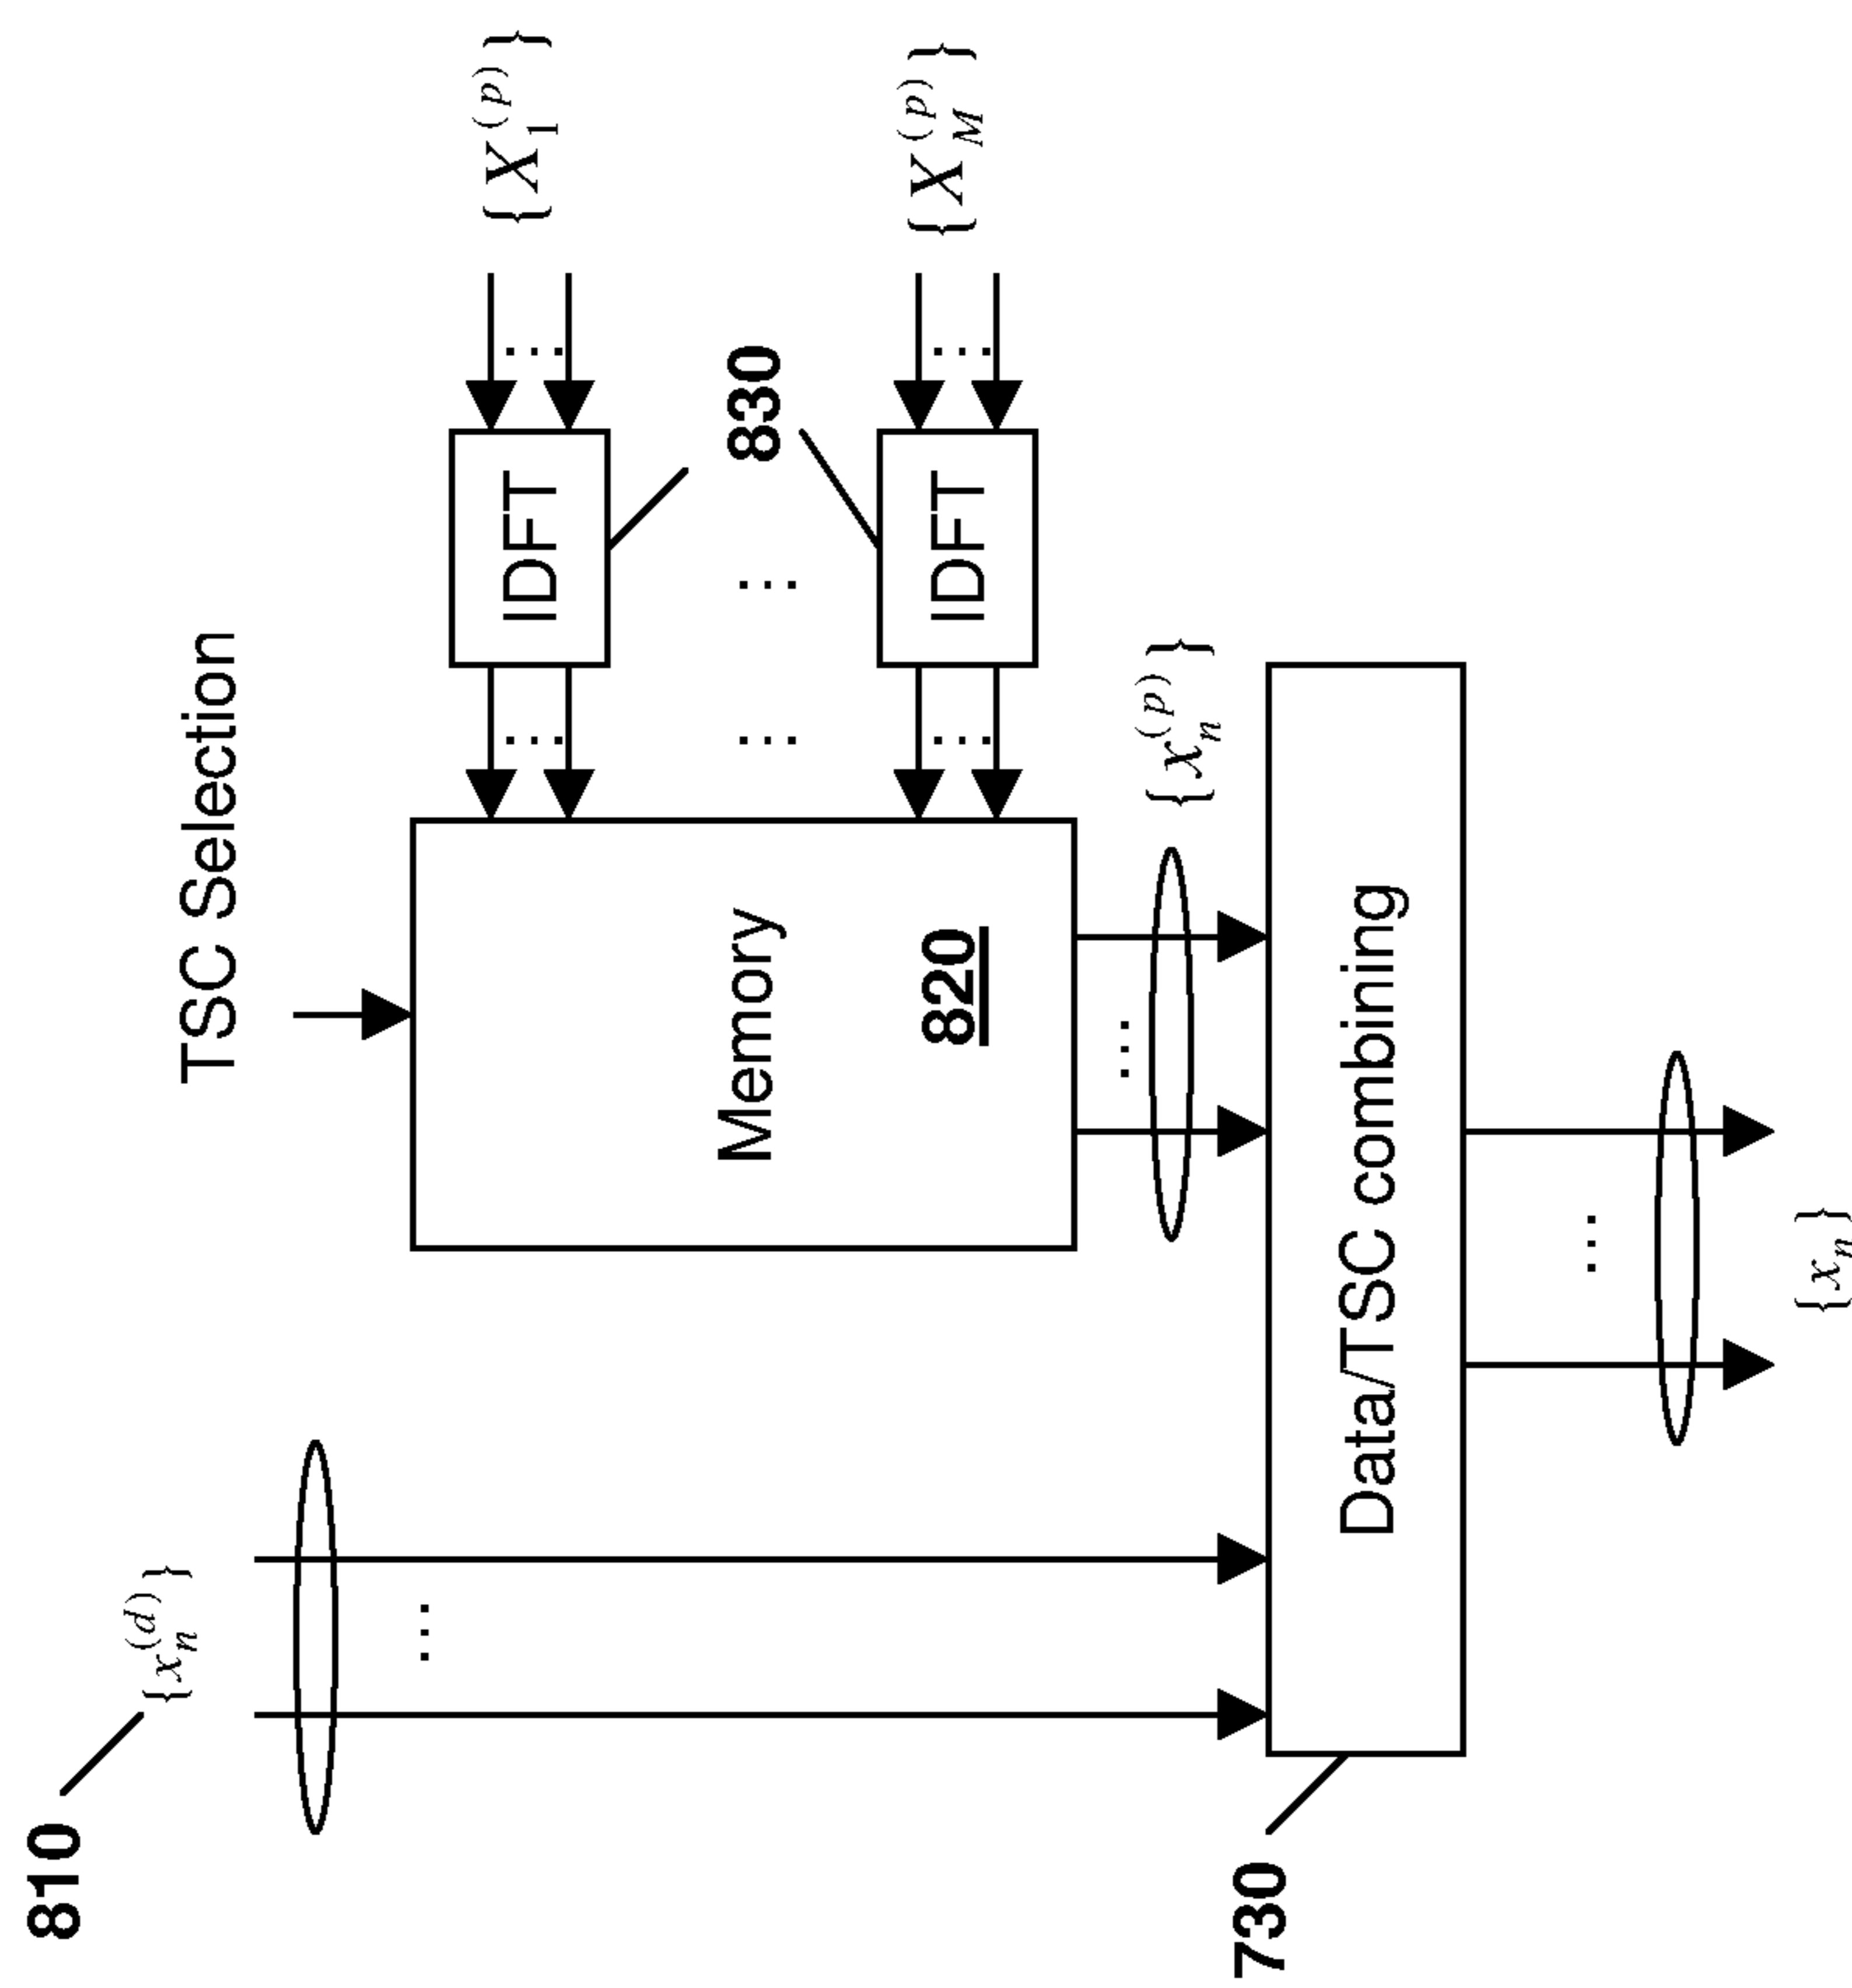 810
{x_n^(d)}
TSC Selection
IDFT
{X_1^(p)}
Memory
830
820
IDFT
{X_M^(p)}
{x_n^(p)}
730
Data/TSC combining
{x_n}